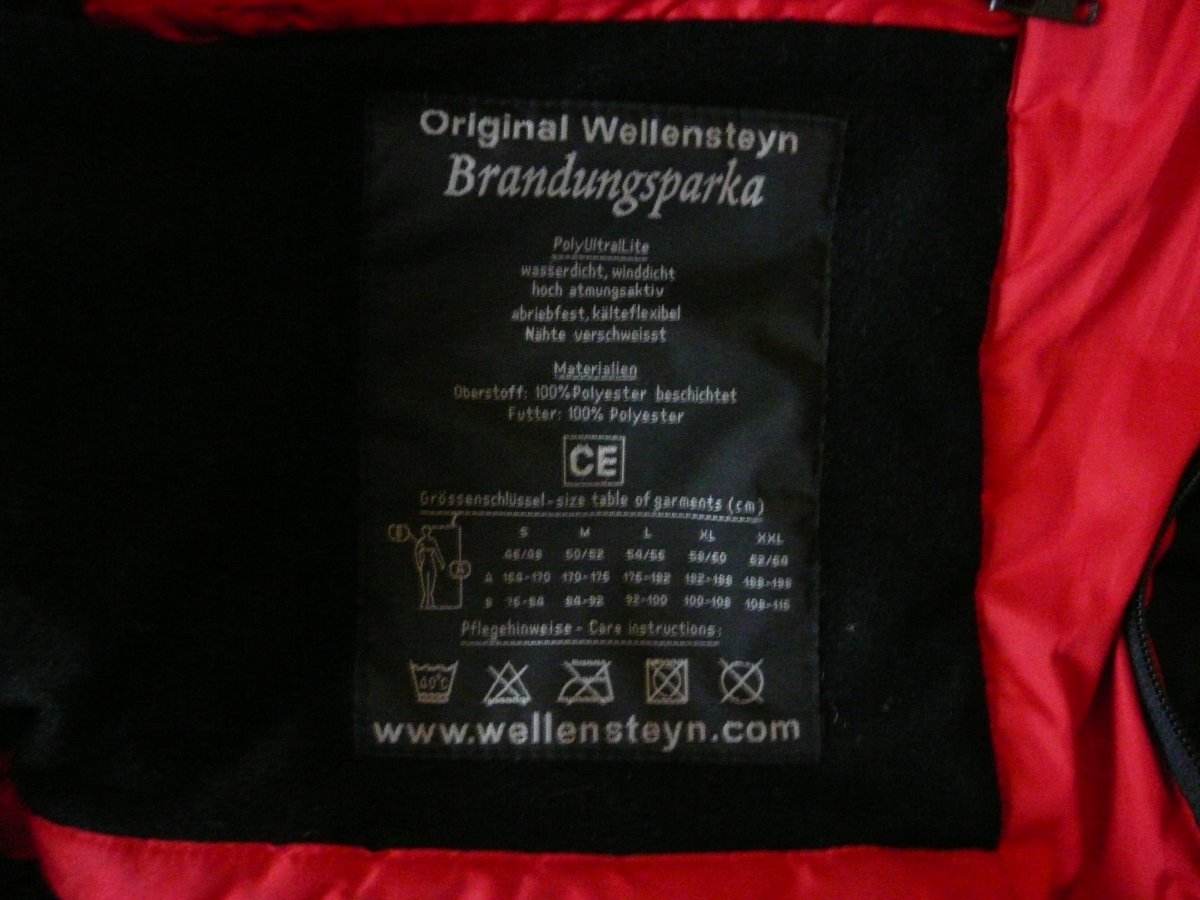 Original Wellensteyn
Brandungsparka
PolyUltralLite
wasserdicht, winddicht
hoch atmungsaktiv
abriebfest, kälteflexibel
Nähte verschweisst
Materialien
Oberstoff: 100% Polyester beschichtet
Futter: 100% Polyester
CE
Grössenschlüssel - size table of garments (cm)
S M L XL XXL
46/48 50/52 54/56 58/60 62/64
A 164-170 170-176 176-182 182-188
B 76-84 84-92 92-100 100-108 108-116
Pflegehinweise - Care instructions:
40°C
www.wellensteyn.com